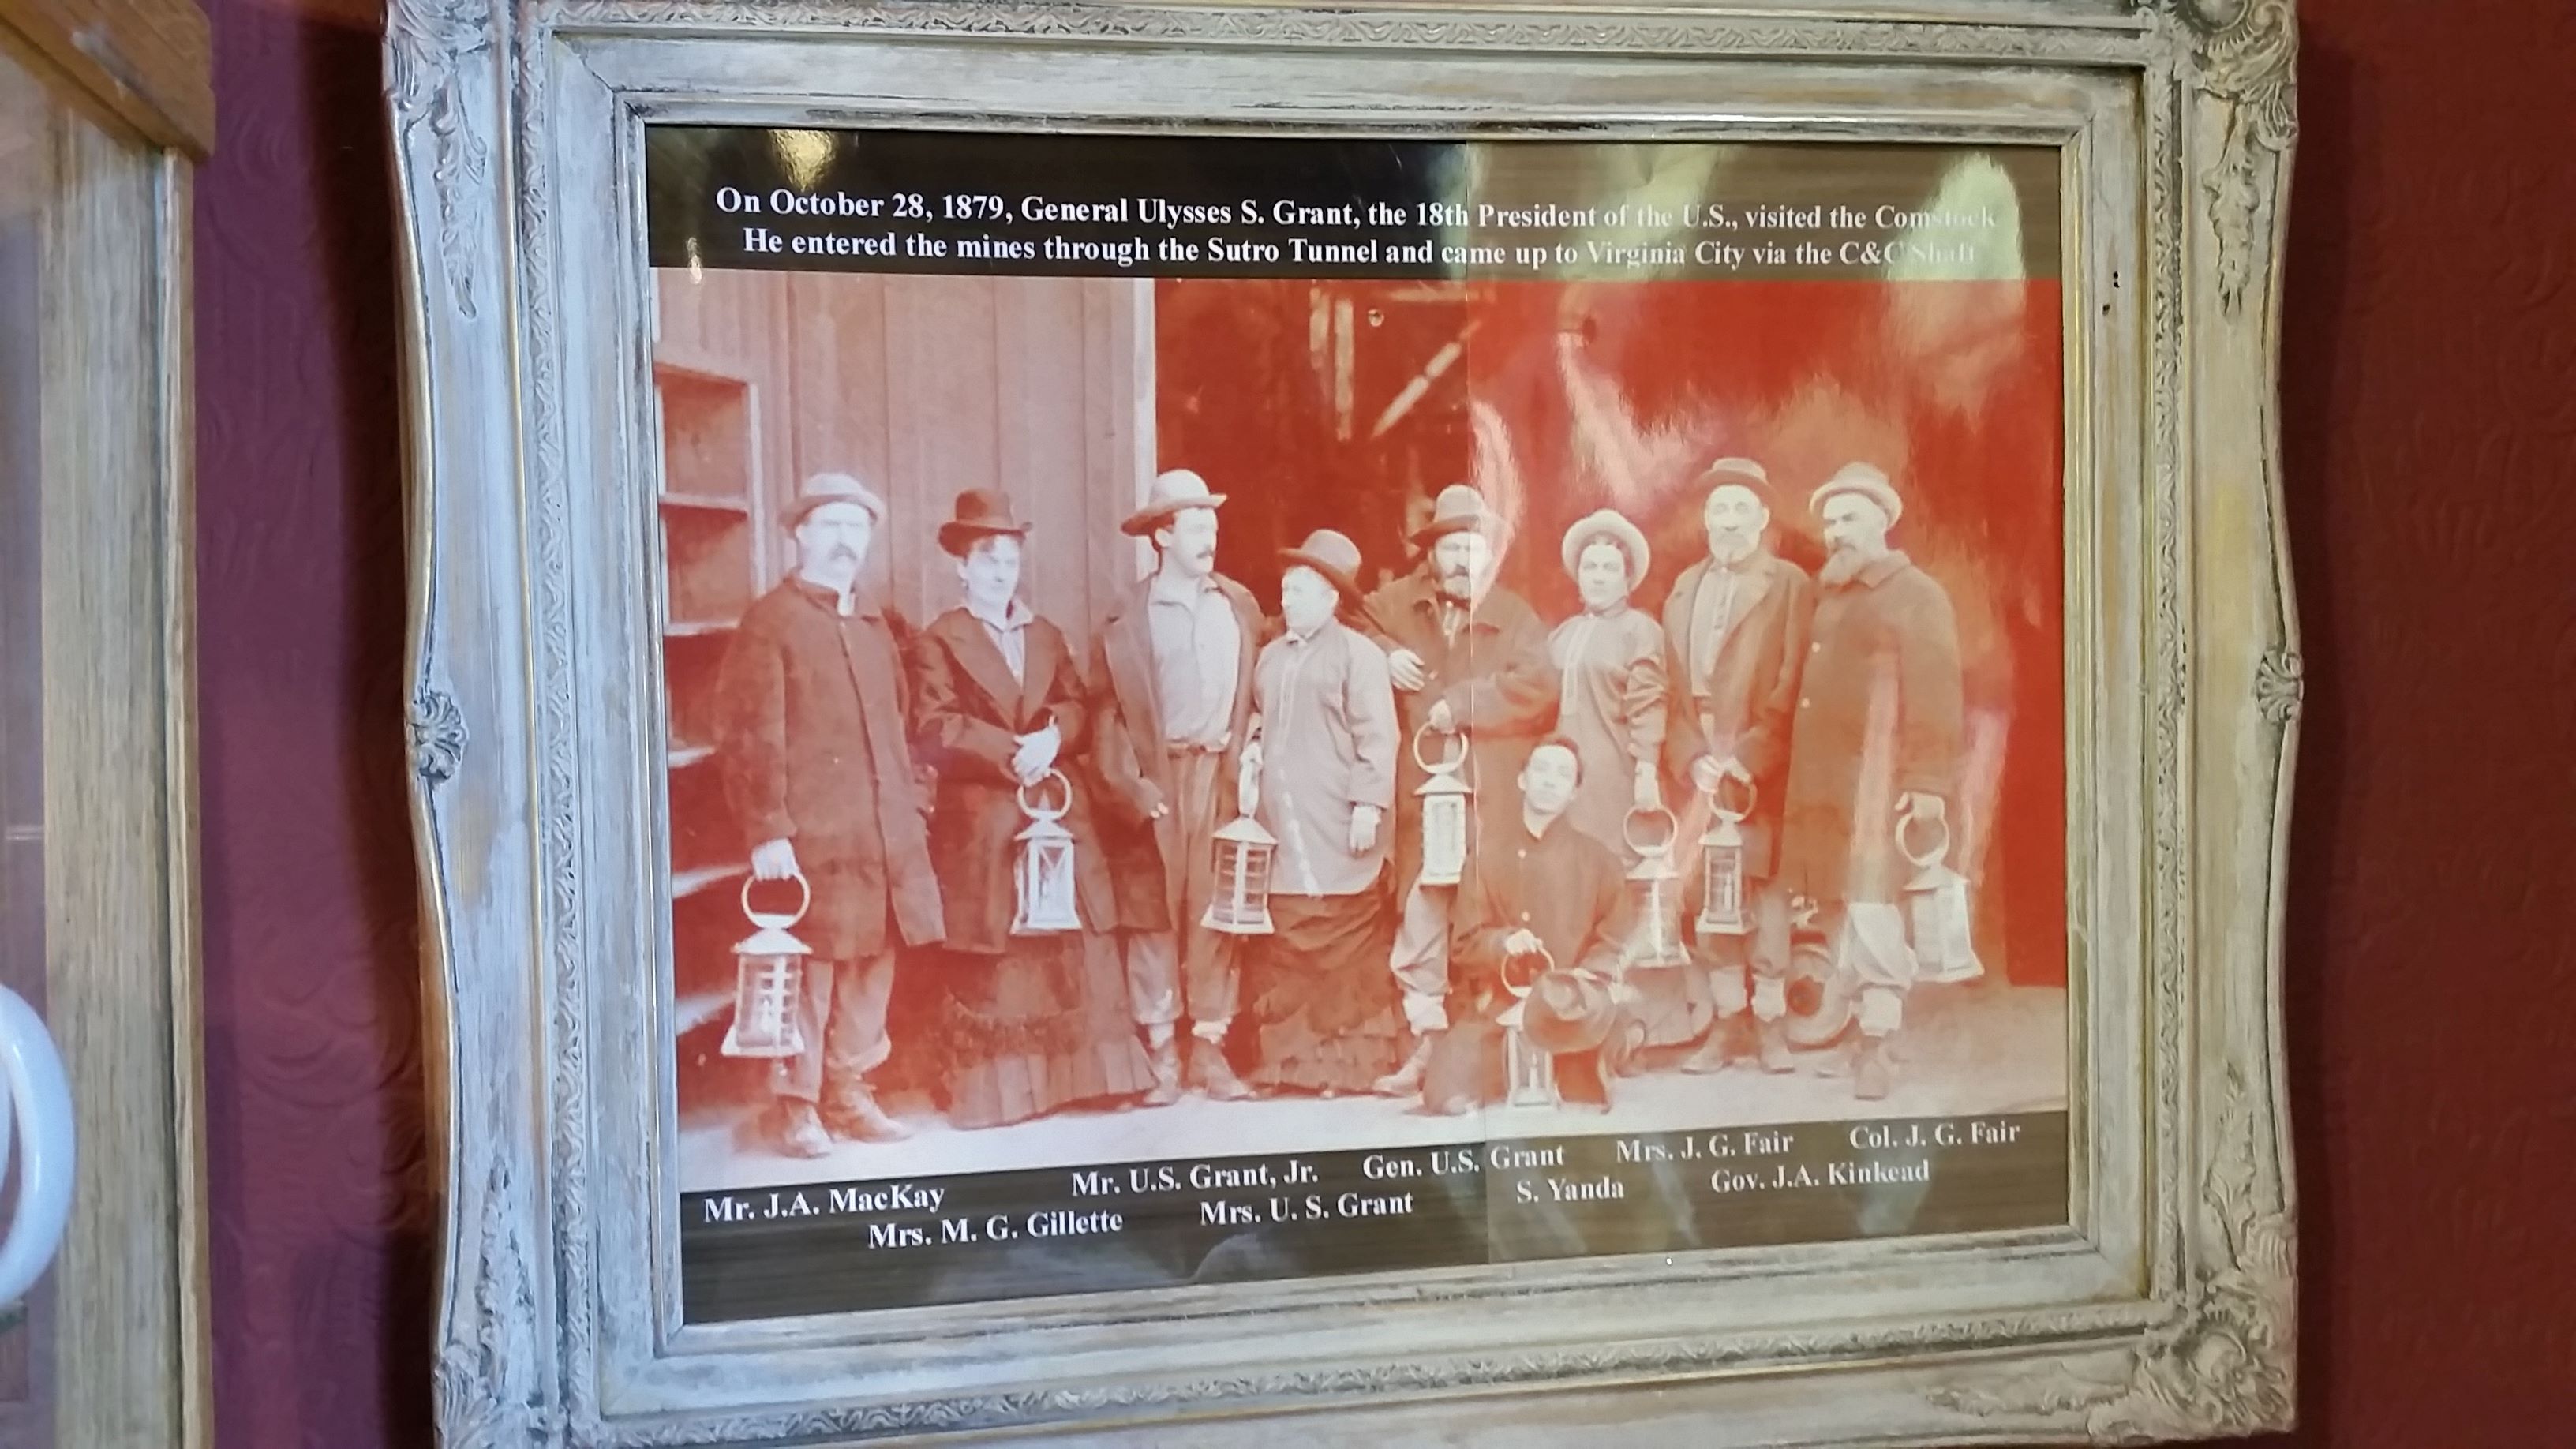 On October 28, 1879, General Ulysses S. Grant, the 18th President of the U.S., visited the Comstock
He entered the mines through the Sutro Tunnel and came up to Virginia City via the C&C Shaft
Mr. J.A. MacKay
Mrs. M. G. Gillette
Mr. U.S. Grant, Jr.
Mrs. U. S. Grant
Gen. U.S. Grant
S. Yanda
Mrs. J. G. Fair
Gov. J.A. Kinkead
Col. J. G. Fair